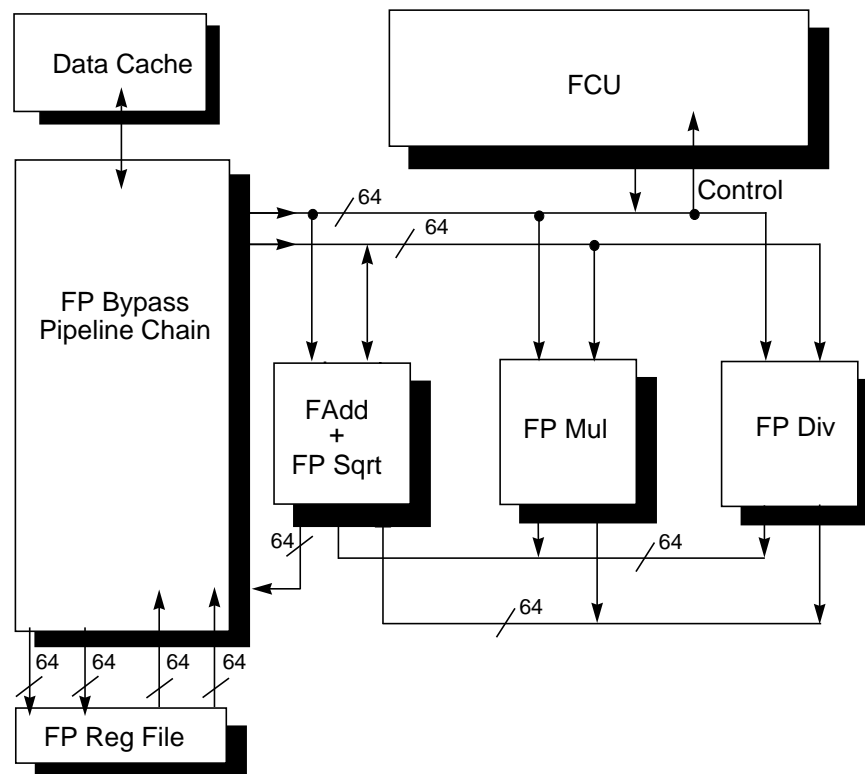 Data Cache
FCU
Control
64
64
FP Bypass
Pipeline Chain
FAdd
+
FP Sqrt
FP Mul
FP Div
64
64
64
64
64
64
64
FP Reg File